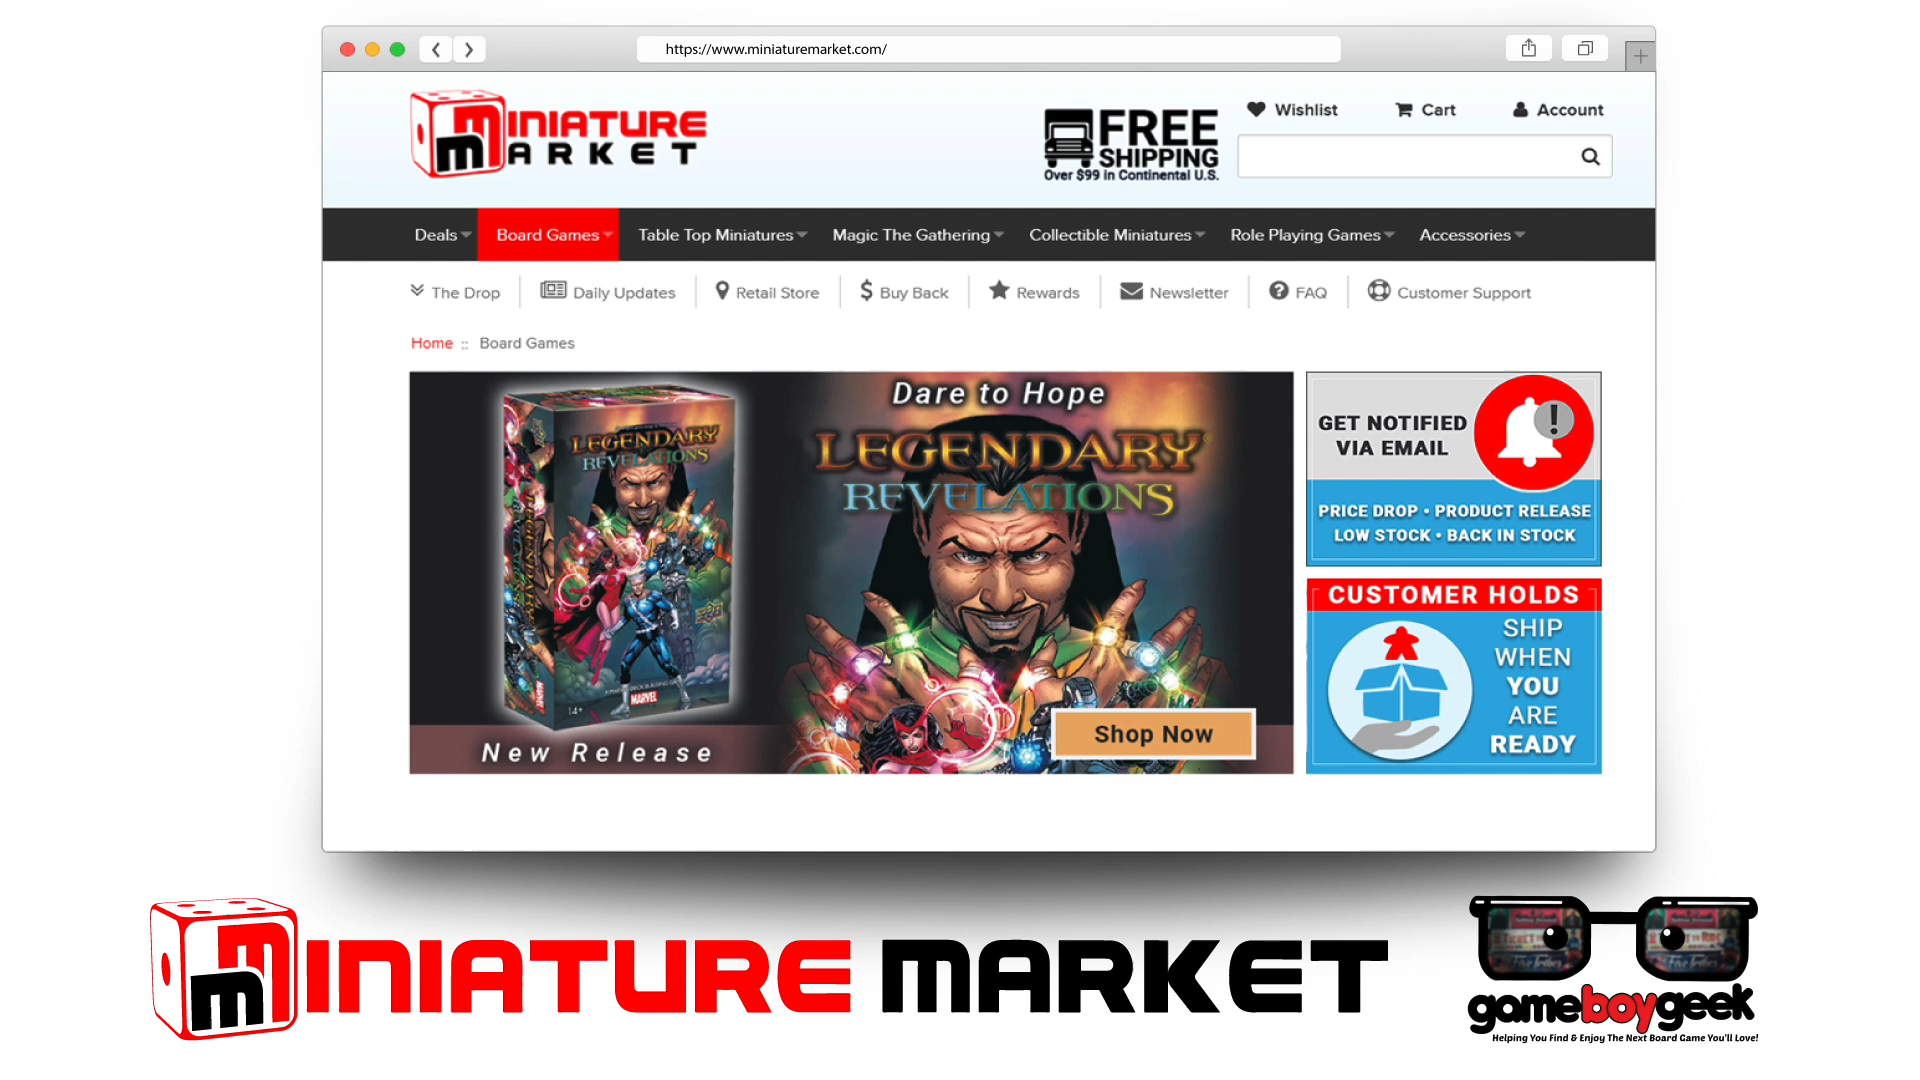 https://www.miniaturemarket.com/
MINIATURE
MARKET
FREE
SHIPPING
Over $99 in Continental U.S.
Wishlist
Cart
Account
Deals
Board Games
Table Top Miniatures
Magic The Gathering
Collectible Miniatures
Role Playing Games
Accessories
The Drop
Daily Updates
Retail Store
Buy Back
Rewards
Newsletter
FAQ
Customer Support
Home :: Board Games
LEGENDARY
REVELATIONS
MARVEL
14+
New Release
Dare to Hope
LEGENDARY®
REVELATIONS
Shop Now
GET NOTIFIED
VIA EMAIL
PRICE DROP • PRODUCT RELEASE
LOW STOCK • BACK IN STOCK
CUSTOMER HOLDS
SHIP
WHEN
YOU
ARE
READY
MINIATURE MARKET
gameboygeek
Helping You Find & Enjoy The Next Board Game You'll Love!